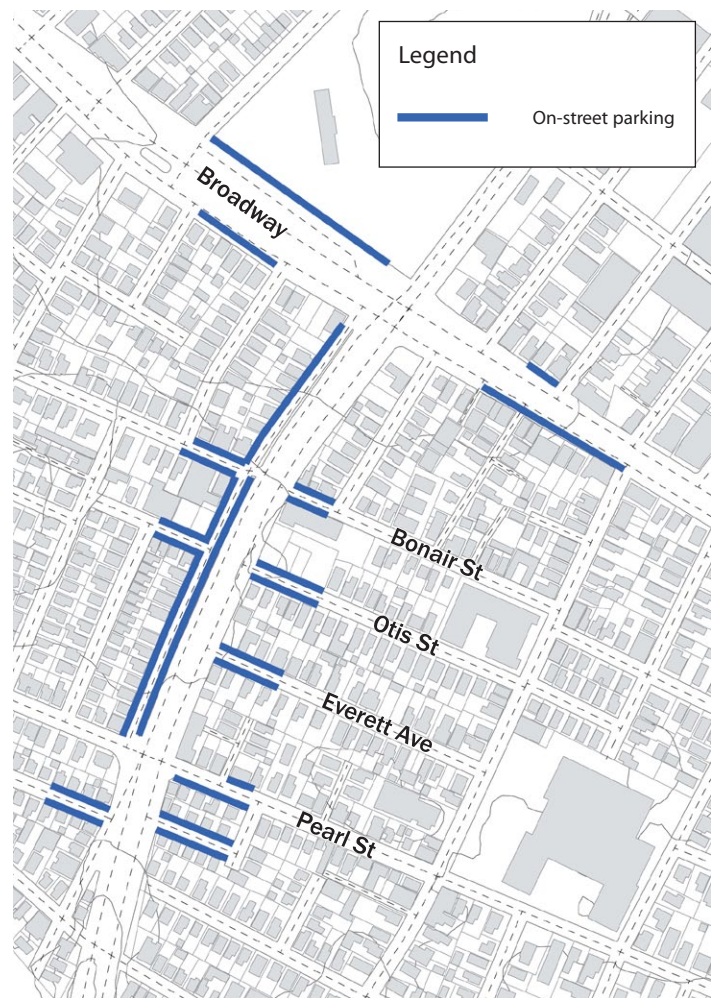 Legend
On-street parking
Broadway
Bonair St
Otis St
Everett Ave
Pearl St